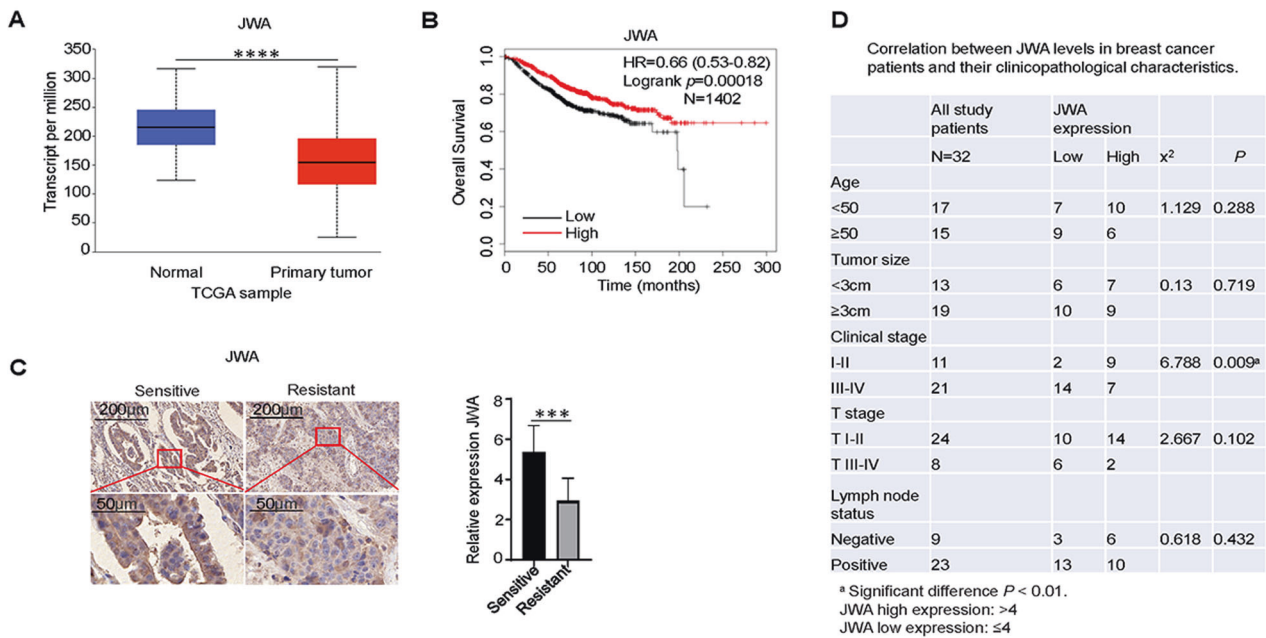 A
JWA
****
350
300
250
200
150
100
50
0
Transcript per million
Normal Primary tumor
TCGA sample
B
JWA
HR=0.66 (0.53-0.82)
Logrank p=0.00018
N=1402
1.0
0.8
0.6
0.4
0.2
0.0
Overall Survival
Low
High
0 50 100 150 200 250 300
Time (months)
C
JWA
Sensitive Resistant
200μm 200μm
50μm 50μm
***
8
6
4
2
0
Relative expression JWA
Sensitive
Resistant
D
Correlation between JWA levels in breast cancer
patients and their clinicopathological characteristics.
All study JWA
patients expression
N=32 Low High x² P
Age
<50 17 7 10 1.129 0.288
≥50 15 9 6
Tumor size
<3cm 13 6 7 0.13 0.719
≥3cm 19 10 9
Clinical stage
I-II 11 2 9 6.788 0.009ᵃ
III-IV 21 14 7
T stage
T I-II 24 10 14 2.667 0.102
T III-IV 8 6 2
Lymph node
status
Negative 9 3 6 0.618 0.432
Positive 23 13 10
ᵃ Significant difference P < 0.01.
JWA high expression: >4
JWA low expression: ≤4